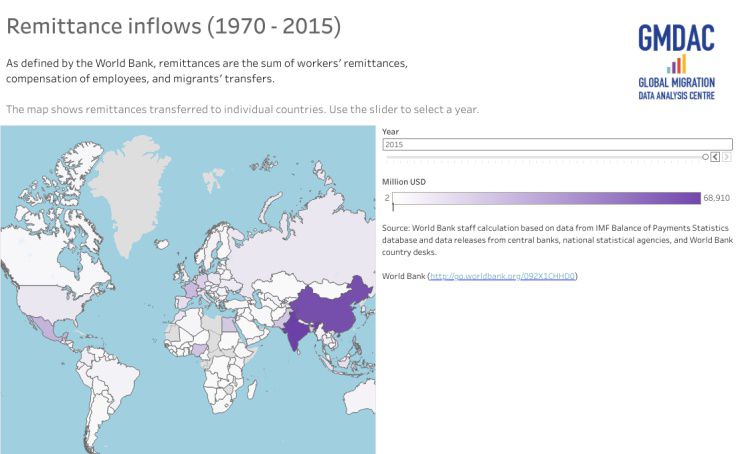 Remittance inflows (1970 - 2015)
As defined by the World Bank, remittances are the sum of workers' remittances,
compensation of employees, and migrants' transfers.
The map shows remittances transferred to individual countries. Use the slider to select a year.
GMDAC
GLOBAL MIGRATION
DATA ANALYSIS CENTRE
Year
2015
Million USD
2 68,910
Source: World Bank staff calculation based on data from IMF Balance of Payments Statistics
database and data releases from central banks, national statistical agencies, and World Bank
country desks.
World Bank (http://go.worldbank.org/092X1CHHD0)